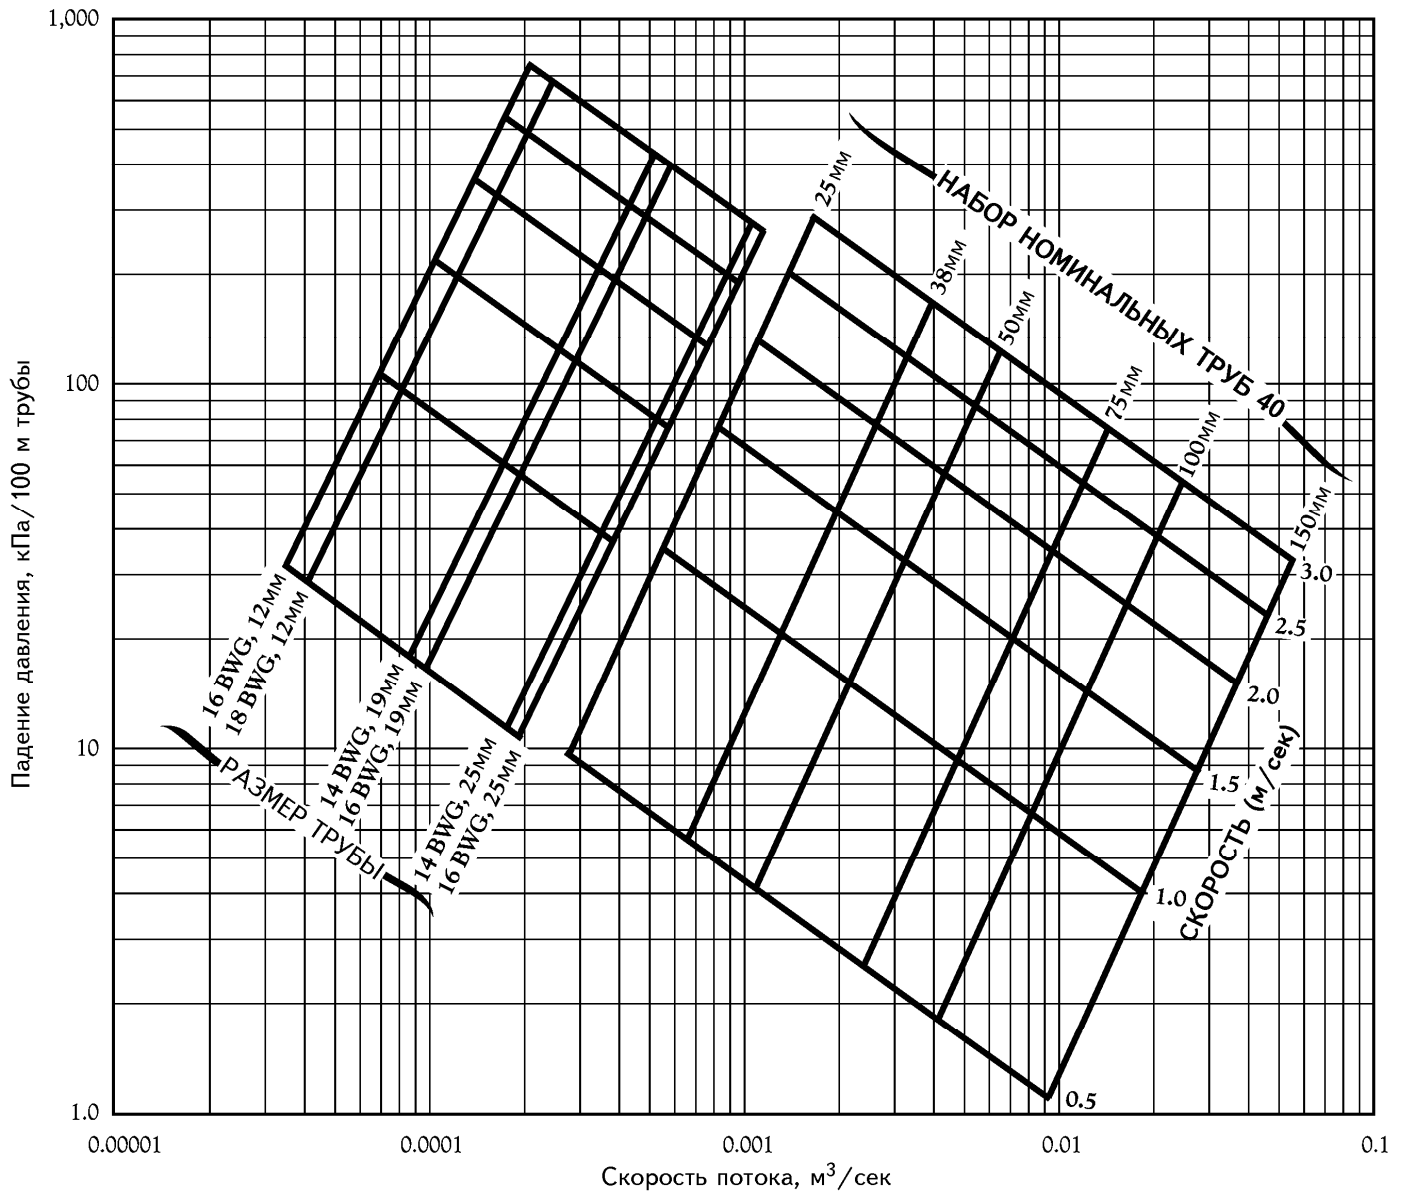 1,000
100
10
1.0
Падение давления, кПа/100 м трубы
0.00001
0.0001
0.001
0.01
0.1
Скорость потока, м³/сек
НАБОР НОМИНАЛЬНЫХ ТРУБ 40
25мм
38мм
50мм
75мм
100мм
150мм
3.0
2.5
2.0
1.5
1.0
0.5
СКОРОСТЬ (м/сек)
16 BWG, 12мм
18 BWG, 12мм
14 BWG, 19мм
16 BWG, 19мм
14 BWG, 25мм
16 BWG, 25мм
РАЗМЕР ТРУБЫ